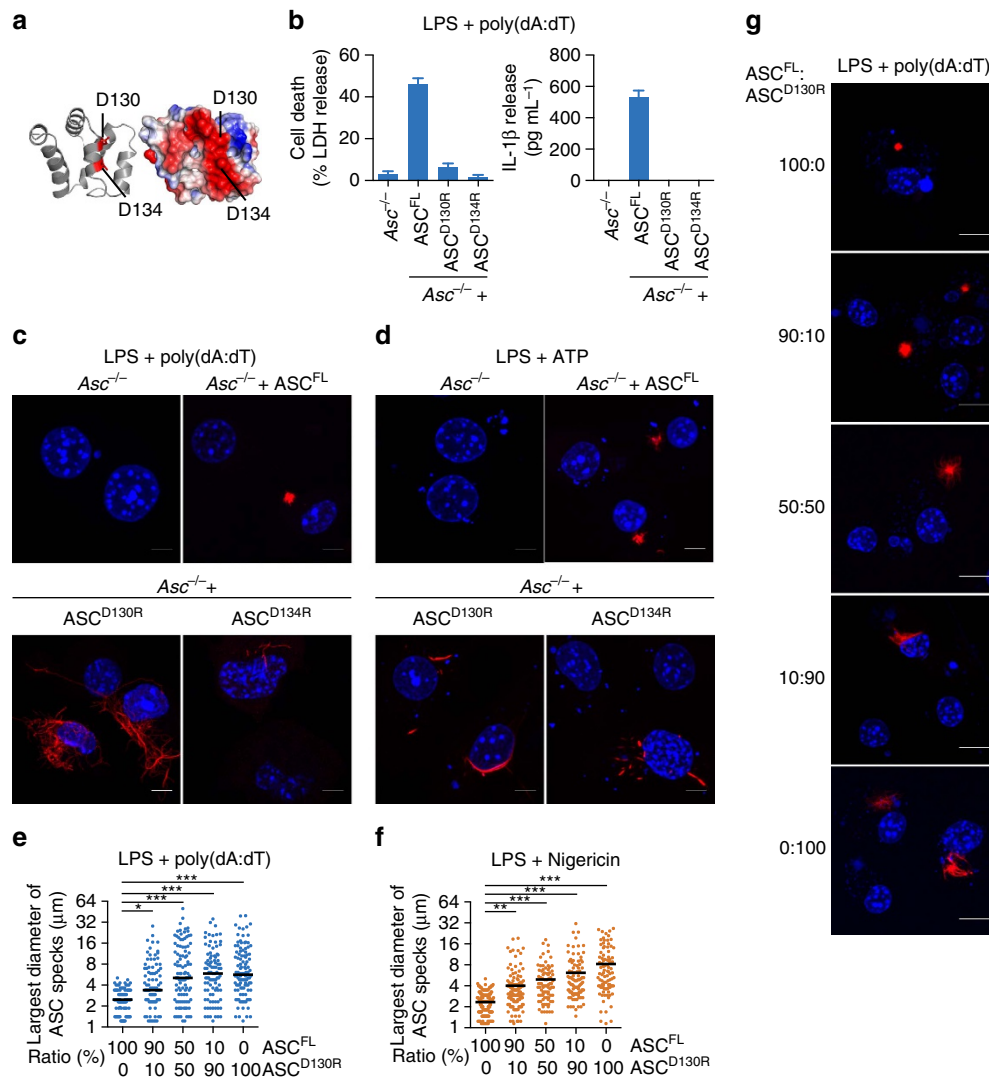 a
D130
D130
D134
D134
b
LPS + poly(dA:dT)
Cell death
(% LDH release)
60
40
20
0
Asc–/–
ASCFL
ASCD130R
ASCD134R
Asc–/– +
IL-1β release
(pg mL–1)
800
600
400
200
0
Asc–/–
ASCFL
ASCD130R
ASCD134R
Asc–/– +
c
LPS + poly(dA:dT)
Asc–/–
Asc–/– + ASCFL
Asc–/– +
ASCD130R
ASCD134R
d
LPS + ATP
Asc–/–
Asc–/– + ASCFL
Asc–/– +
ASCD130R
ASCD134R
e
LPS + poly(dA:dT)
Largest diameter of
ASC specks (μm)
64
32
16
8
4
2
1
***
***
***
*
100 90 50 10 0 ASCFL
Ratio (%)
0 10 50 90 100 ASCD130R
f
LPS + Nigericin
Largest diameter of
ASC specks (μm)
64
32
16
8
4
2
1
***
***
***
**
100 90 50 10 0 ASCFL
Ratio (%)
0 10 50 90 100 ASCD130R
g
LPS + poly(dA:dT)
ASCFL:
ASCD130R
100:0
90:10
50:50
10:90
0:100